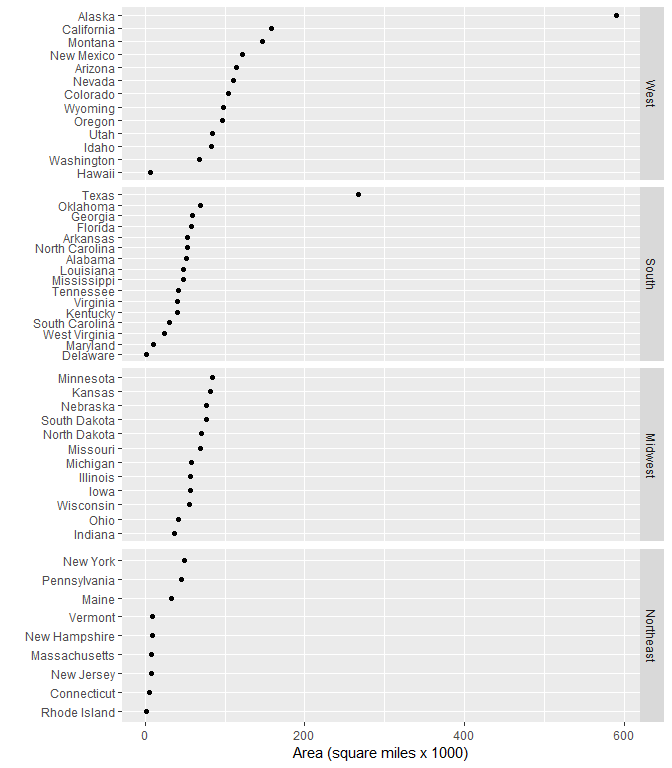 Alaska
California
Montana
New Mexico
Arizona
Nevada
Colorado
Wyoming
Oregon
Utah
Idaho
Washington
Hawaii
West
Texas
Oklahoma
Georgia
Florida
Arkansas
North Carolina
Alabama
Louisiana
Mississippi
Tennessee
Virginia
Kentucky
South Carolina
West Virginia
Maryland
Delaware
South
Minnesota
Kansas
Nebraska
South Dakota
North Dakota
Missouri
Michigan
Illinois
Iowa
Wisconsin
Ohio
Indiana
Midwest
New York
Pennsylvania
Maine
Vermont
New Hampshire
Massachusetts
New Jersey
Connecticut
Rhode Island
Northeast
0 200 400 600
Area (square miles x 1000)